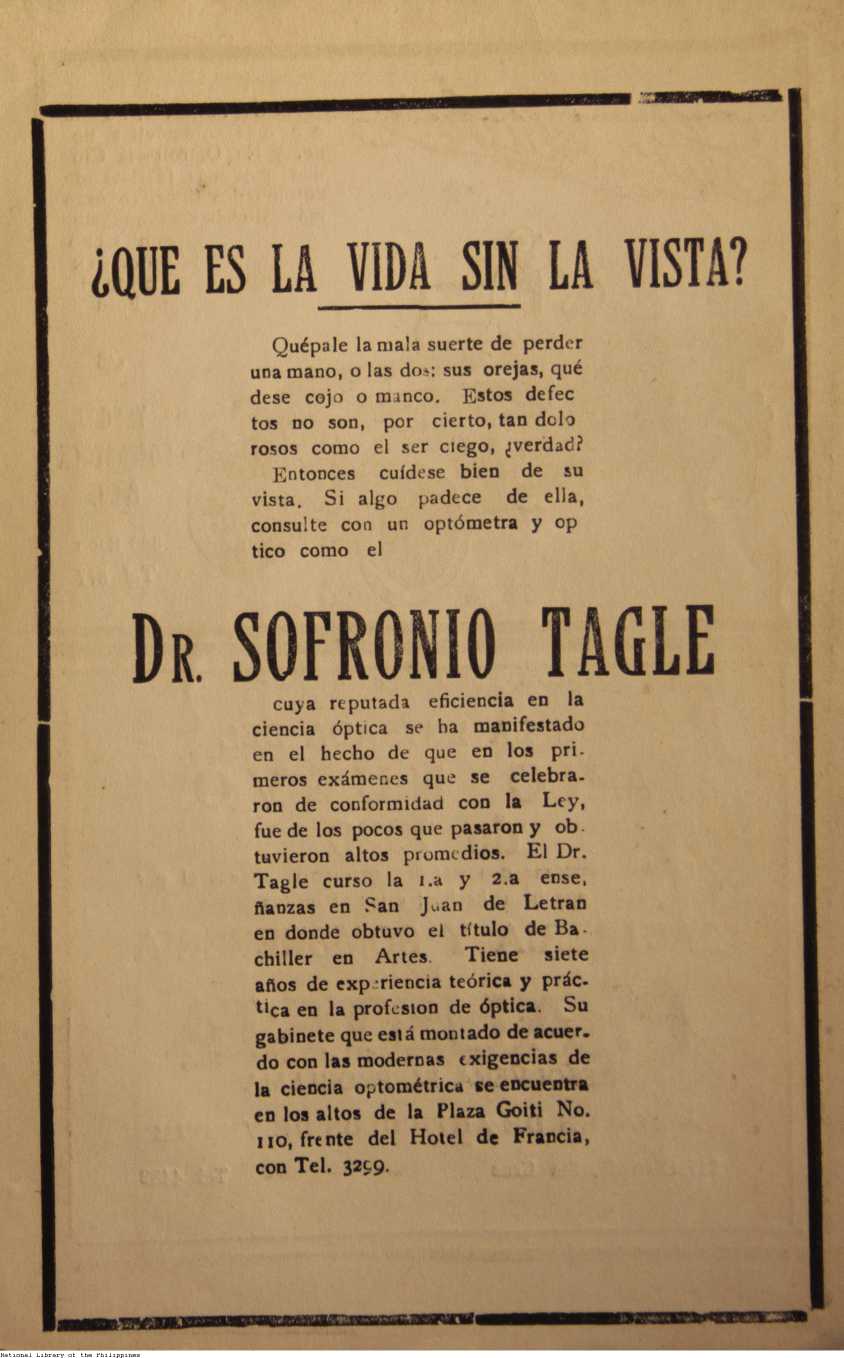 ¿QUE ES LA VIDA SIN LA VISTA?
Quépale la mala suerte de perder
una mano, o las dos: sus orejas, qué
dese cojo o manco. Estos defec
tos no son, por cierto, tan dolo
rosos como el ser ciego, ¿verdad?
Entonces cuídese bien de su
vista. Si algo padece de ella,
consulte con un optómetra y op
tico como el
DR. SOFRONIO TAGLE
cuya reputada eficiencia en la
ciencia óptica se ha manifestado
en el hecho de que en los pri-
meros exámenes que se celebra-
ron de conformidad con la Ley,
fue de los pocos que pasaron y ob-
tuvieron altos promedios. El Dr.
Tagle curso la 1.a y 2.a ense,
ñanzas en San Juan de Letran
en donde obtuvo el título de Ba-
chiller en Artes. Tiene siete
años de experiencia teórica y prác-
tica en la profesion de óptica. Su
gabinete que está montado de acuer-
do con las modernas exigencias de
la ciencia optométrica se encuentra
en los altos de la Plaza Goiti No.
110, frente del Hotel de Francia,
con Tel. 3299.
National Library of the Philippines